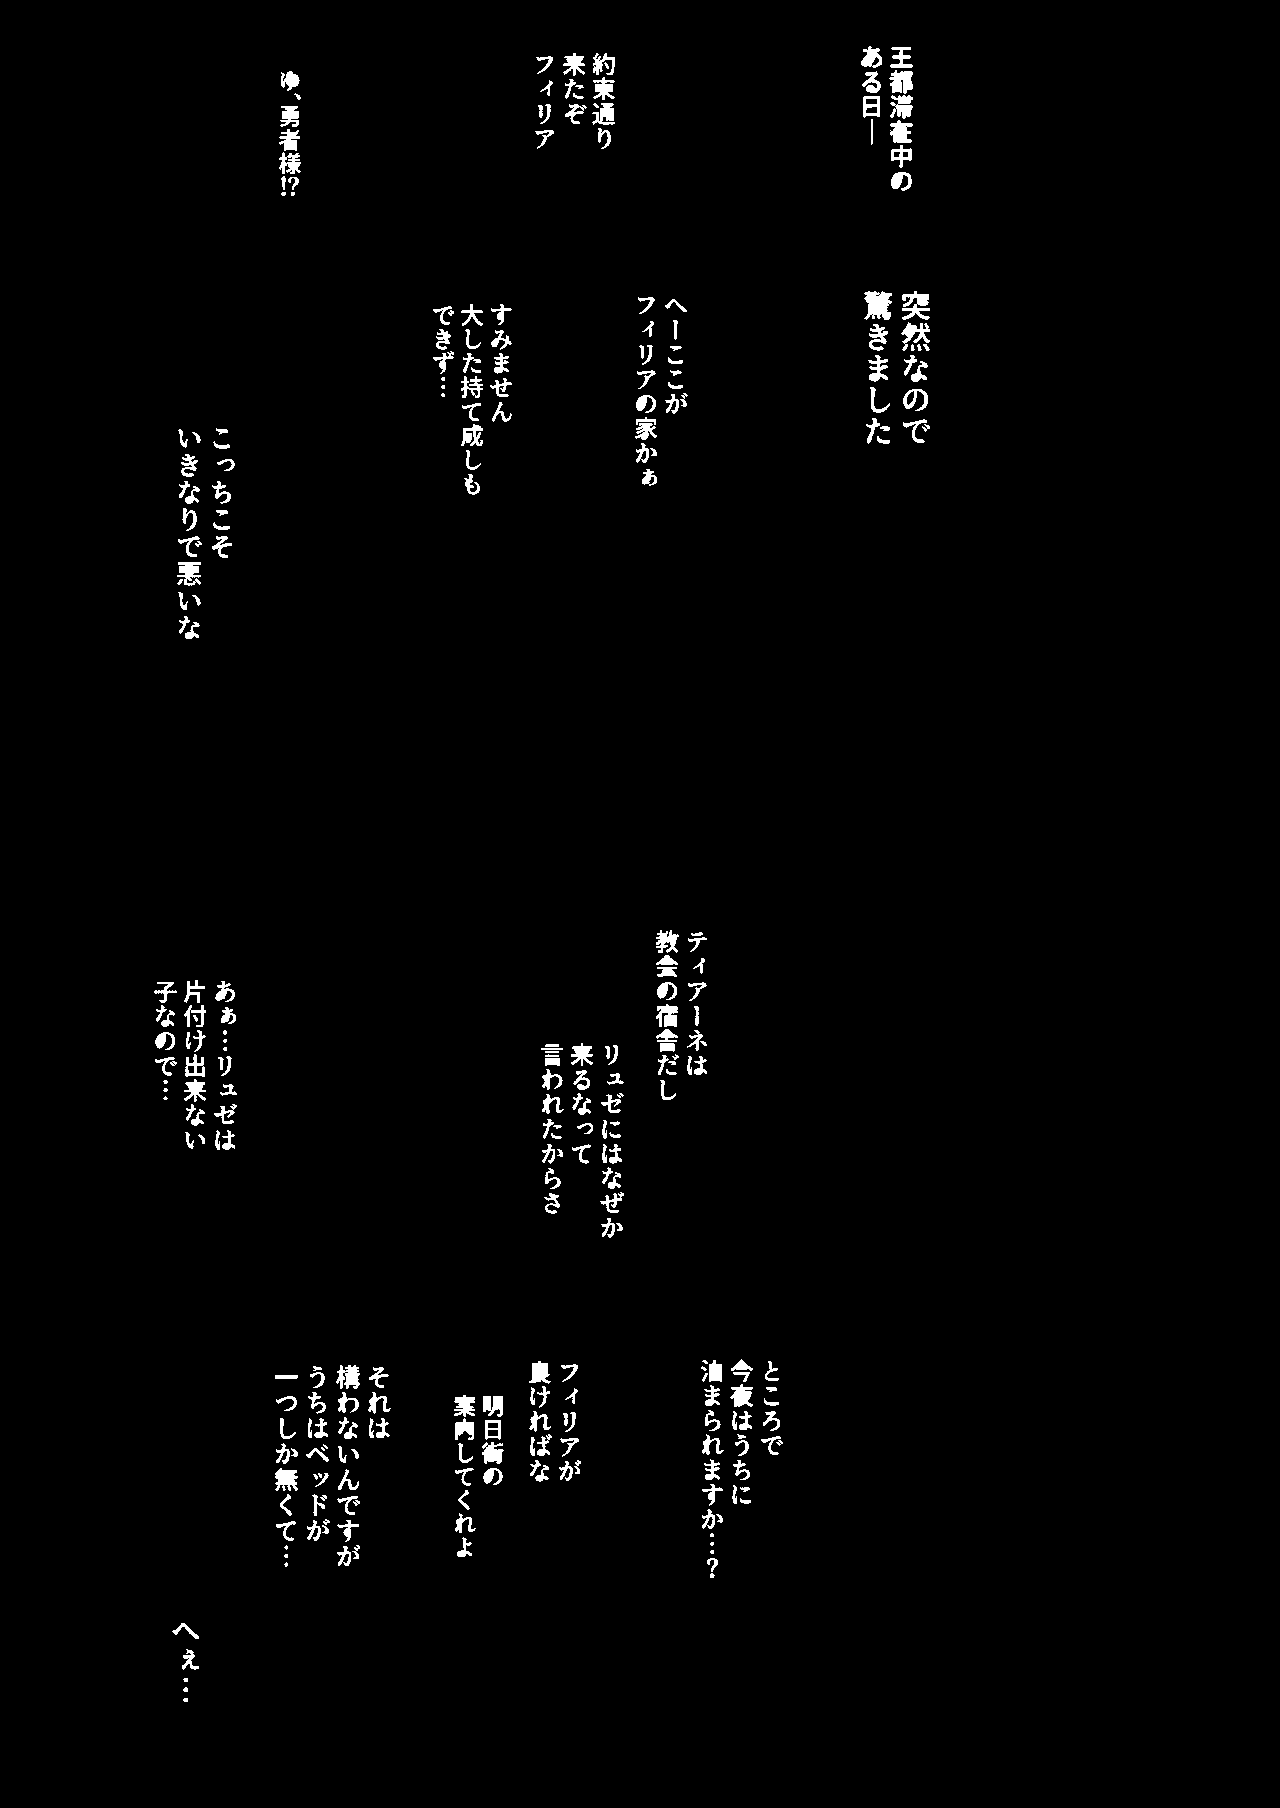 王都滞在中の
ある日―
約束通り
来たぞ
フィリア
ゆ、勇者様!?
突然なので
驚きました
へーここが
フィリアの家かぁ
すみません
大した持て成しも
できず…
こっちこそ
いきなりで悪いな
ティアーネは
教会の宿舎だし
リュゼにはなぜか
来るなって
言われたからさ
あぁ…リュゼは
片付け出来ない
子なので…
ところで
今夜はうちに
泊まられますか…?
フィリアが
良ければな
明日街の
案内してくれよ
それは
構わないんですが
うちはベッドが
一つしか無くて…
へぇ…